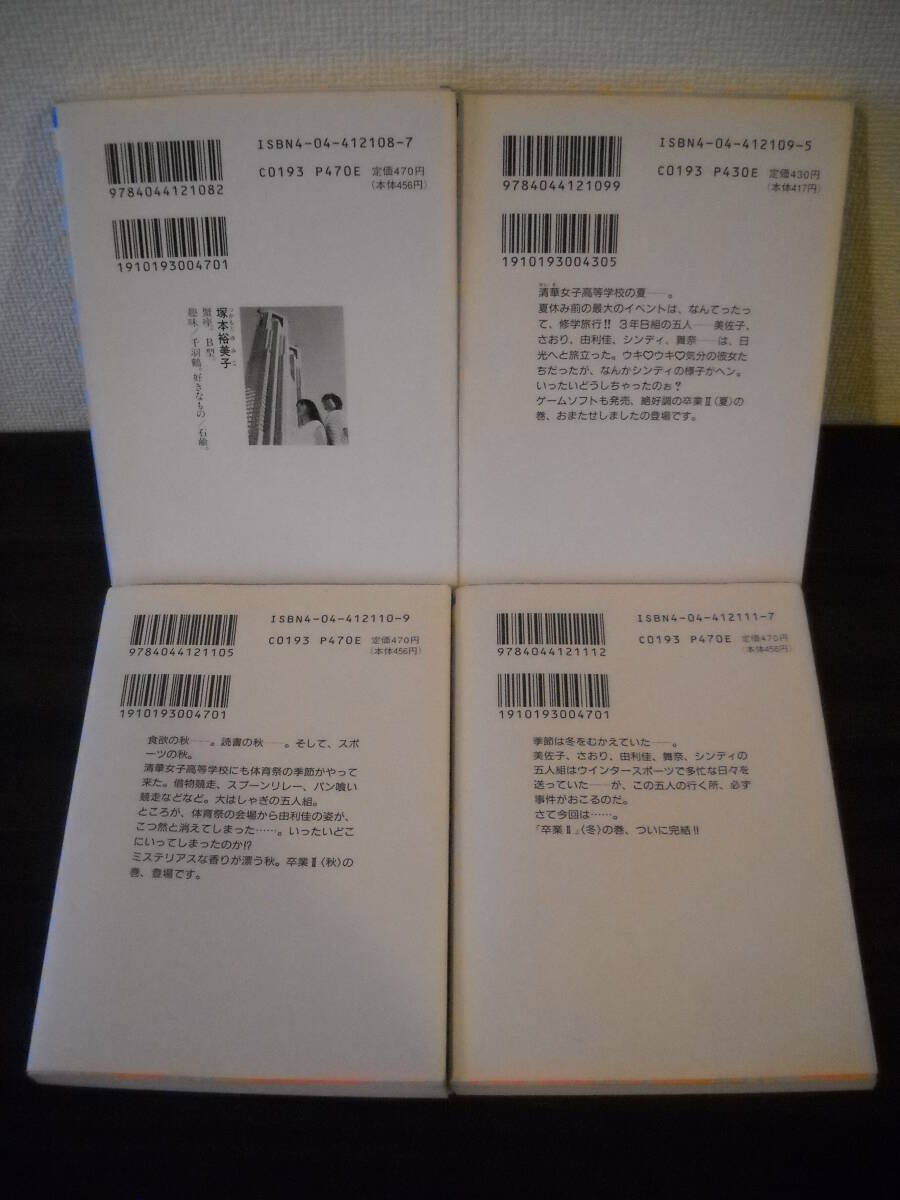 ISBN4-04-412108-7
C0193 P470E 定価470円
(本体456円)
9784044121082
1910193004701
塚本裕美子
つかもとゆみこ
蟹座。B型。
趣味/千羽鶴。好きなもの/石鹸。
ISBN4-04-412109-5
C0193 P430E 定価430円
(本体417円)
9784044121099
1910193004305
清華女子高等学校の夏――。
夏休み前の最大のイベントは、なんてったっ
て、修学旅行!! 3年B組の五人――美佐子、
さおり、由利佳、シンディ、舞奈――は、日
光へと旅立った。ウキ♡ウキ♡気分の彼女た
ちだったが、なんかシンディの様子がヘン。
いったいどうしちゃったのぉ?
ゲームソフトも発売、絶好調の卒業Ⅱ〈夏〉の
巻、おまたせしましたの登場です。
ISBN4-04-412110-9
C0193 P470E 定価470円
(本体456円)
9784044121105
1910193004701
食欲の秋――。読書の秋――。そして、スポ
ーツの秋。
清華女子高等学校にも体育祭の季節がやって
来た。借物競走、スプーンリレー、パン喰い
競走などなど。大はしゃぎの五人組。
ところが、体育祭の会場から由利佳の姿が、
こつ然と消えてしまった……。いったいどこ
にいってしまったのか!?
ミステリアスな香りが漂う秋。卒業Ⅱ〈秋〉の
巻、登場です。
ISBN4-04-412111-7
C0193 P470E 定価470円
(本体456円)
9784044121112
1910193004701
季節は冬をむかえていた――。
美佐子、さおり、由利佳、舞奈、シンディの
五人組はウインタースポーツで多忙な日々を
送っていた――が、この五人の行く所、必ず
事件がおこるのだ。
さて今回は……。
『卒業Ⅱ』〈冬〉の巻、ついに完結!!